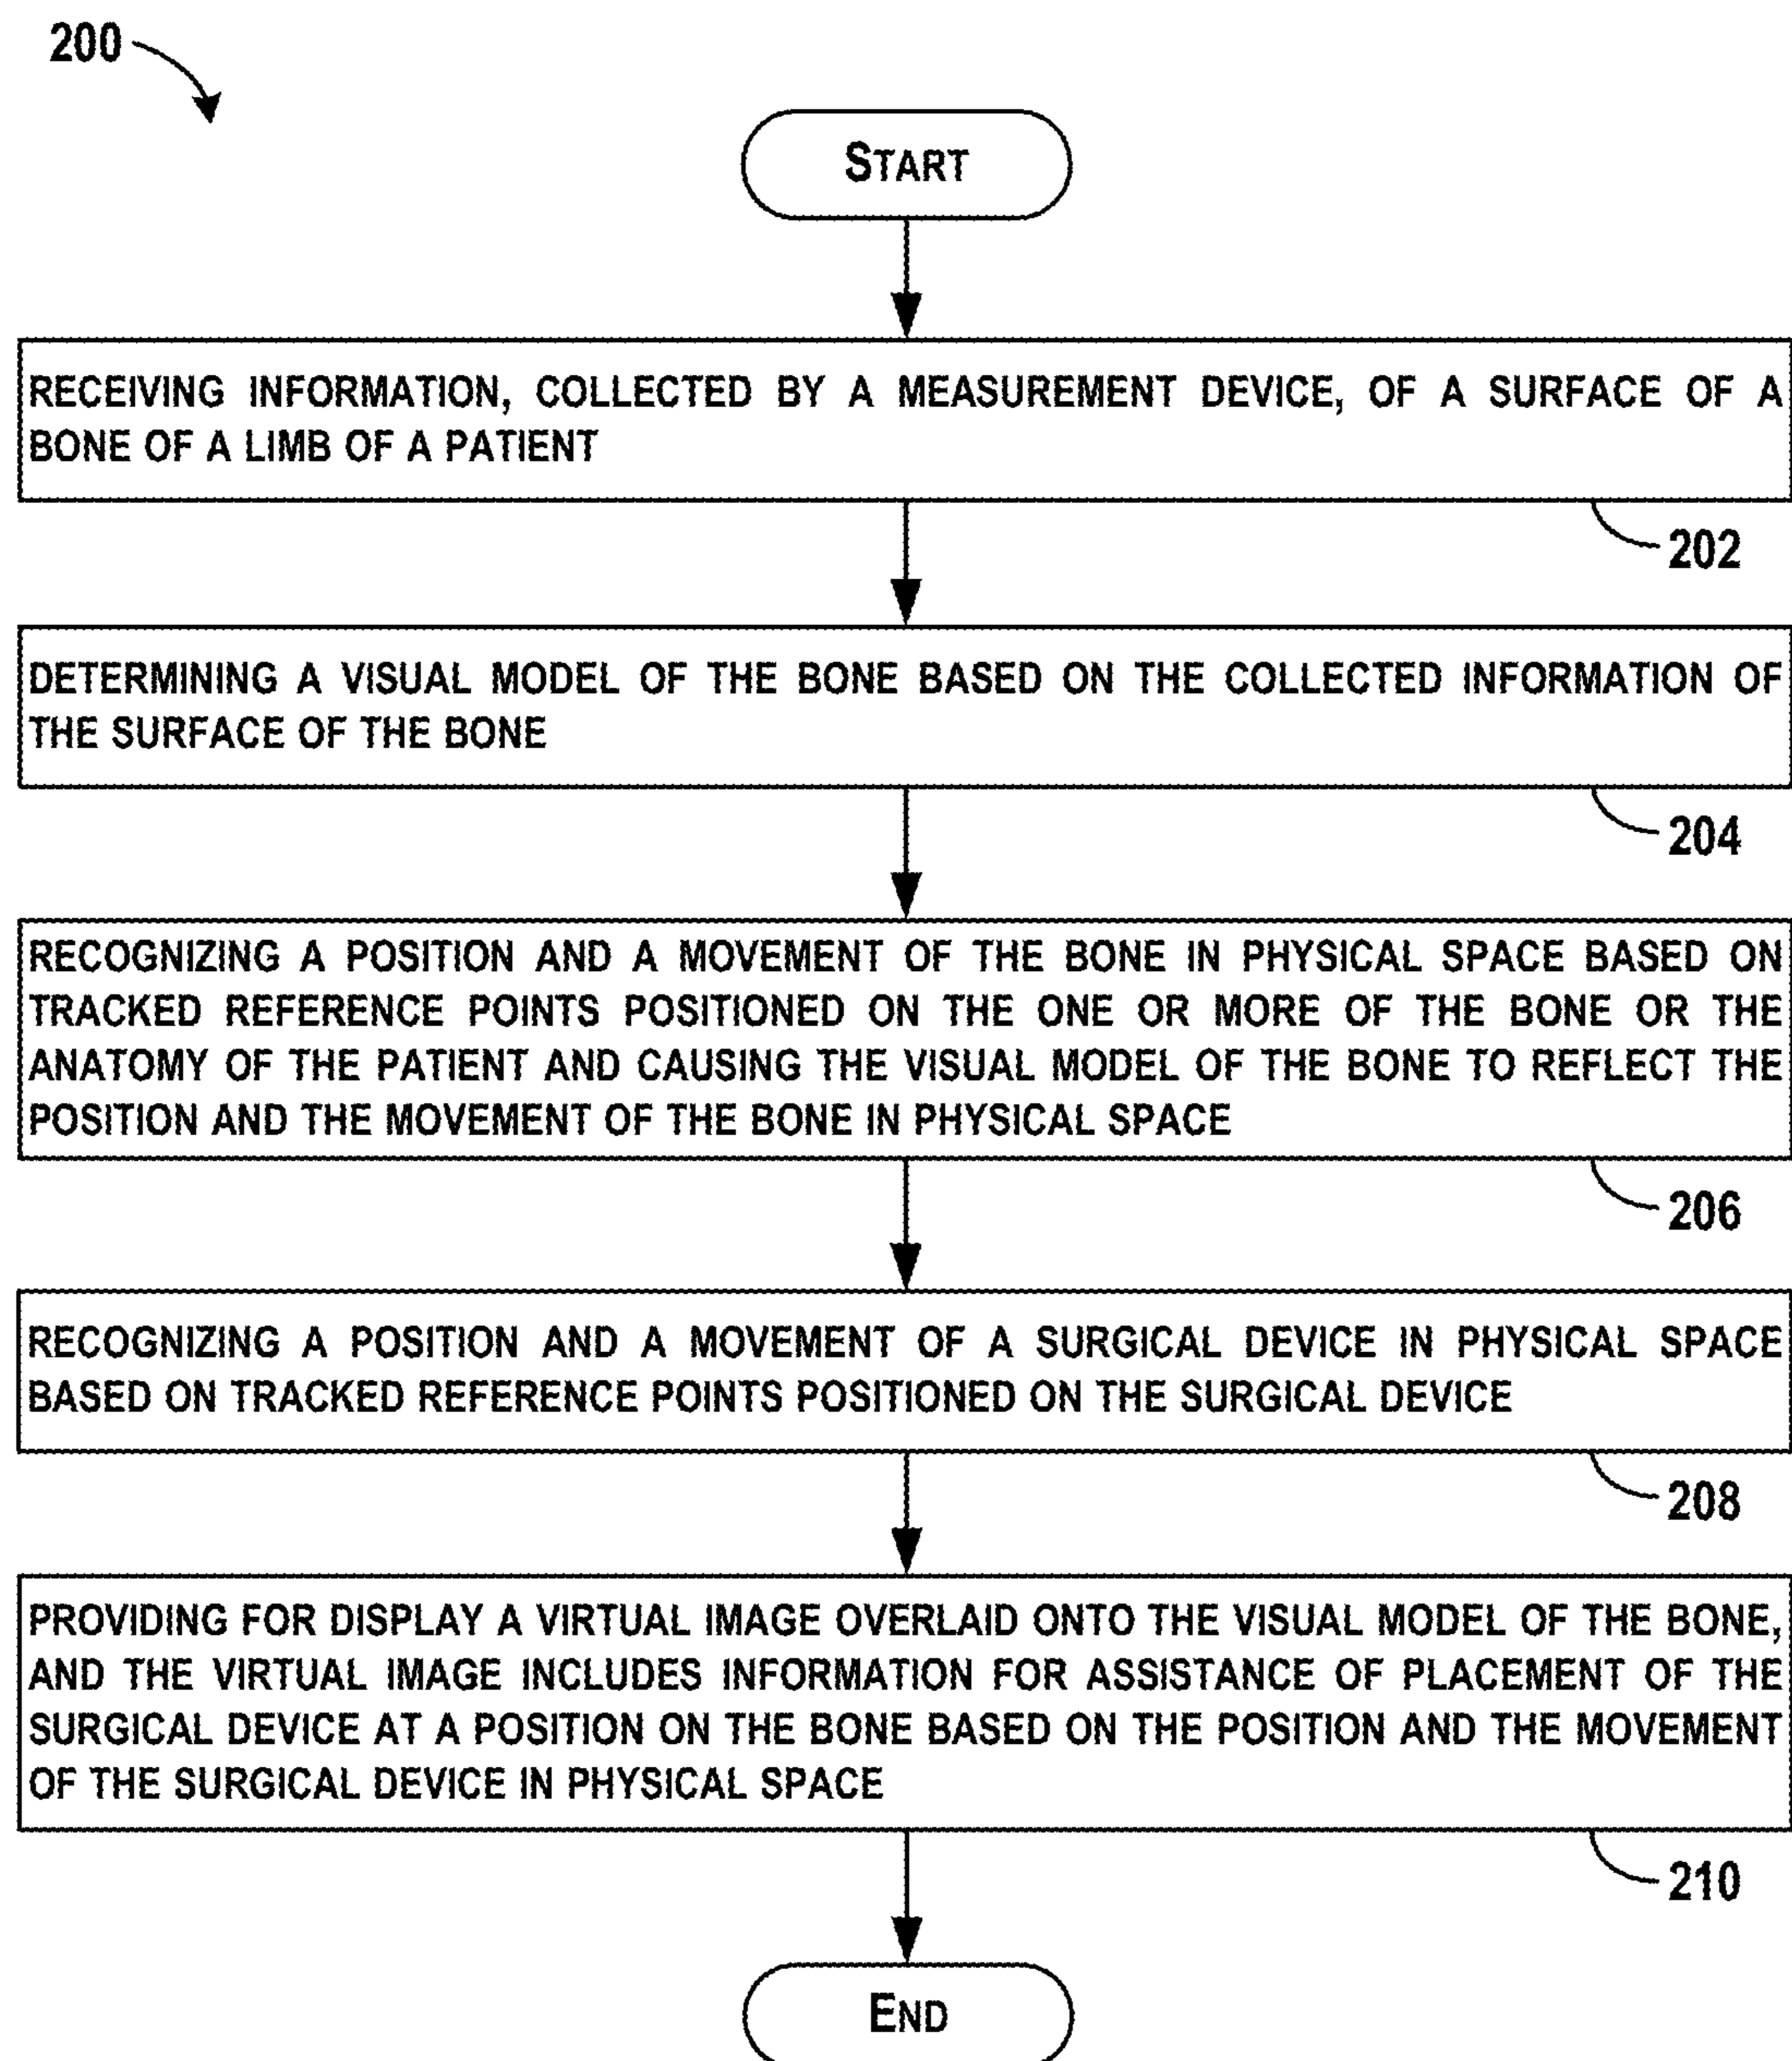 200
START
RECEIVING INFORMATION, COLLECTED BY A MEASUREMENT DEVICE, OF A SURFACE OF A
BONE OF A LIMB OF A PATIENT
202
DETERMINING A VISUAL MODEL OF THE BONE BASED ON THE COLLECTED INFORMATION OF
THE SURFACE OF THE BONE
204
RECOGNIZING A POSITION AND A MOVEMENT OF THE BONE IN PHYSICAL SPACE BASED ON
TRACKED REFERENCE POINTS POSITIONED ON THE ONE OR MORE OF THE BONE OR THE
ANATOMY OF THE PATIENT AND CAUSING THE VISUAL MODEL OF THE BONE TO REFLECT THE
POSITION AND THE MOVEMENT OF THE BONE IN PHYSICAL SPACE
206
RECOGNIZING A POSITION AND A MOVEMENT OF A SURGICAL DEVICE IN PHYSICAL SPACE
BASED ON TRACKED REFERENCE POINTS POSITIONED ON THE SURGICAL DEVICE
208
PROVIDING FOR DISPLAY A VIRTUAL IMAGE OVERLAID ONTO THE VISUAL MODEL OF THE BONE,
AND THE VIRTUAL IMAGE INCLUDES INFORMATION FOR ASSISTANCE OF PLACEMENT OF THE
SURGICAL DEVICE AT A POSITION ON THE BONE BASED ON THE POSITION AND THE MOVEMENT
OF THE SURGICAL DEVICE IN PHYSICAL SPACE
210
END